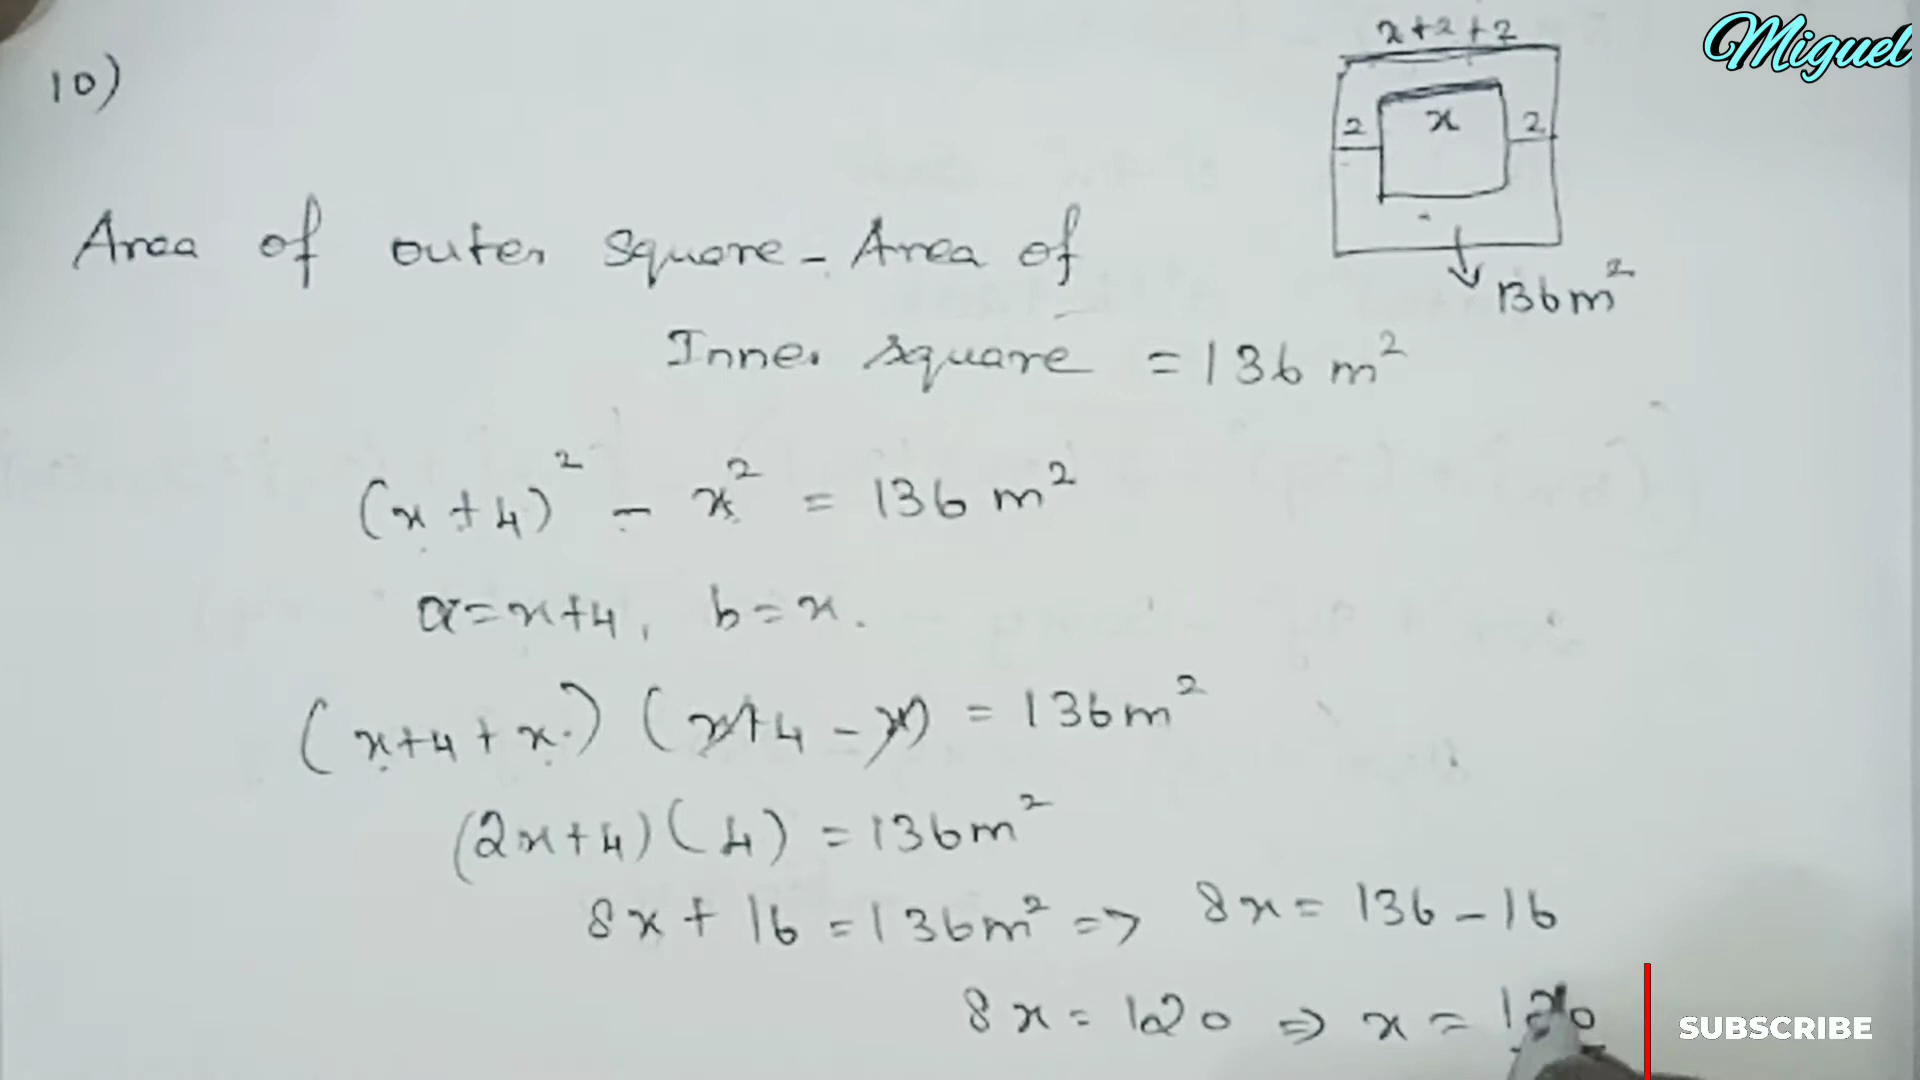 x+2+2
Miguel
10)
2 x 2
Area of outer square - Area of
136m²
Inner square = 136 m²
(x+4)² - x² = 136 m²
a=x+4, b=x.
(x+4+x) (x+4-x) = 136m²
(2x+4)(4) = 136m²
8x + 16 = 136m² => 8x = 136-16
8x = 120 => x = 120
SUBSCRIBE